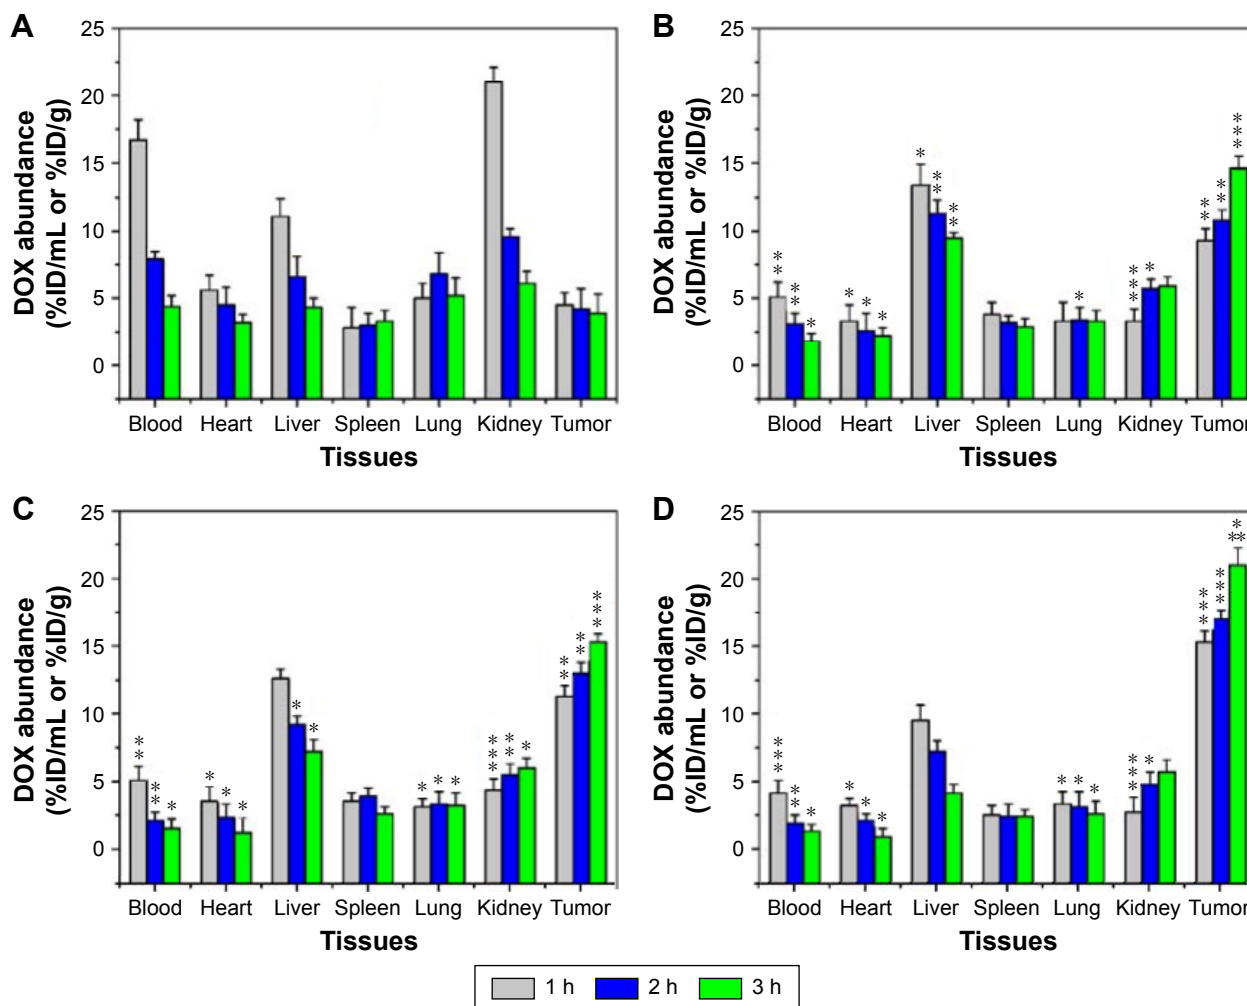 A
DOX abundance
(%ID/mL or %ID/g)
25
20
15
10
5
0
Blood Heart Liver Spleen Lung Kidney Tumor
Tissues
B
DOX abundance
(%ID/mL or %ID/g)
25
20
15
10
5
0
* * * * * * * * * * * * * * * * * * * * * * * * *
Blood Heart Liver Spleen Lung Kidney Tumor
Tissues
C
DOX abundance
(%ID/mL or %ID/g)
25
20
15
10
5
0
Blood Heart Liver Spleen Lung Kidney Tumor
Tissues
D
DOX abundance
(%ID/mL or %ID/g)
25
20
15
10
5
0
Blood Heart Liver Spleen Lung Kidney Tumor
Tissues
1 h 2 h 3 h